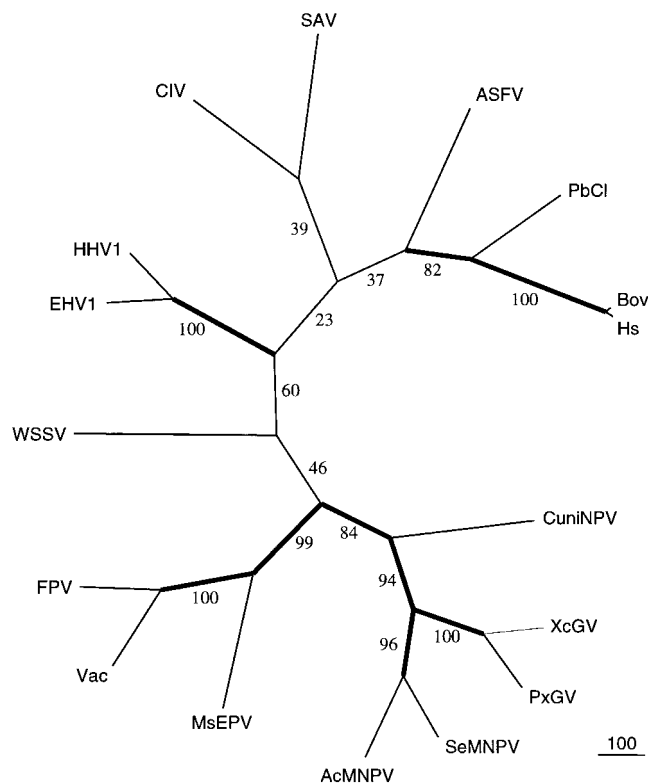 SAV
CIV
ASFV
PbCl
39
HHV1
37
82
EHV1
100
Bov
100
23
Hs
60
WSSV
46
CuniNPV
99
84
FPV
100
94
XcGV
96
100
Vac
PxGV
MsEPV
SeMNPV
100
AcMNPV